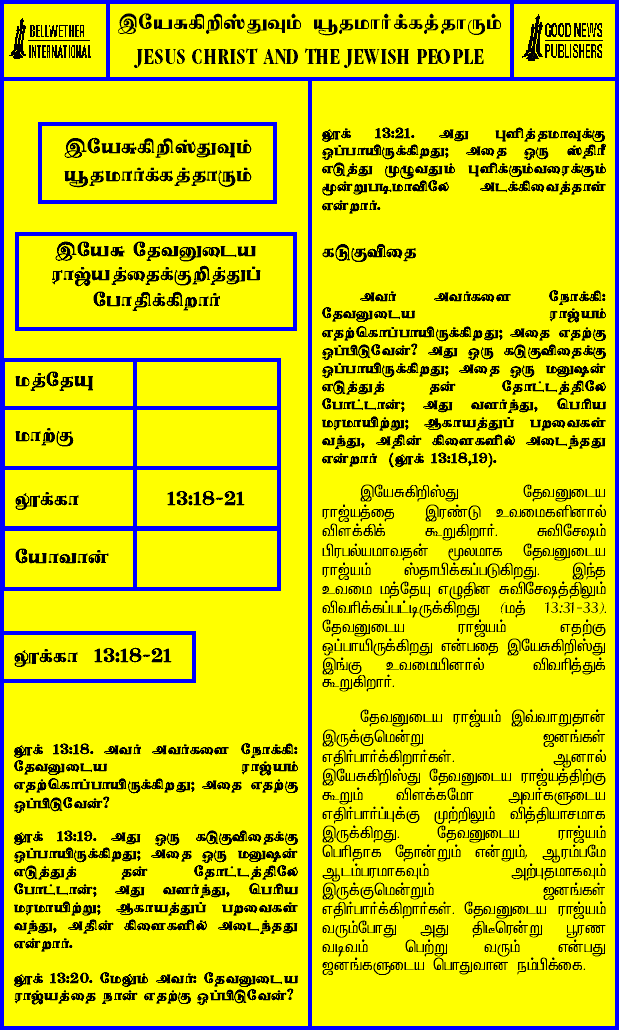 BELLWETHER
INTERNATIONAL
இயேசுகிறிஸ்துவும் யூதமார்க்கத்தாரும்
JESUS CHRIST AND THE JEWISH PEOPLE
GOOD NEWS
PUBLISHERS
இயேசுகிறிஸ்துவும்
யூதமார்க்கத்தாரும்
இயேசு தேவனுடைய
ராஜ்யத்தைக்குறித்துப்
போதிக்கிறார்
மத்தேயு
மாற்கு
லூக்கா 13:18-21
யோவான்
லூக்கா 13:18-21
லூக் 13:18. அவர் அவர்களை நோக்கி:
தேவனுடைய ராஜ்யம்
எதற்கொப்பாயிருக்கிறது; அதை எதற்கு
ஒப்பிடுவேன்?
லூக் 13:19. அது ஒரு கடுகுவிதைக்கு
ஒப்பாயிருக்கிறது; அதை ஒரு மனுஷன்
எடுத்துத் தன் தோட்டத்திலே
போட்டான்; அது வளர்ந்து, பெரிய
மரமாயிற்று; ஆகாயத்துப் பறவைகள்
வந்து, அதின் கிளைகளில் அடைந்தது
என்றார்.
லூக் 13:20. மேலும் அவர்: தேவனுடைய
ராஜ்யத்தை நான் எதற்கு ஒப்பிடுவேன்?
லூக் 13:21. அது புளித்தமாவுக்கு
ஒப்பாயிருக்கிறது; அதை ஒரு ஸ்திரீ
எடுத்து முழுவதும் புளிக்கும்வரைக்கும்
மூன்றுபடிமாவிலே அடக்கிவைத்தாள்
என்றார்.
கடுகுவிதை
அவர் அவர்களை நோக்கி:
தேவனுடைய ராஜ்யம்
எதற்கொப்பாயிருக்கிறது; அதை எதற்கு
ஒப்பிடுவேன்? அது ஒரு கடுகுவிதைக்கு
ஒப்பாயிருக்கிறது; அதை ஒரு மனுஷன்
எடுத்துத் தன் தோட்டத்திலே
போட்டான்; அது வளர்ந்து, பெரிய
மரமாயிற்று; ஆகாயத்துப் பறவைகள்
வந்து, அதின் கிளைகளில் அடைந்தது
என்றார் (லூக் 13:18,19).
இயேசுகிறிஸ்து தேவனுடைய
ராஜ்யத்தை இரண்டு உவமைகளினால்
விளக்கிக் கூறுகிறார். சுவிசேஷம்
பிரபல்யமாவதன் மூலமாக தேவனுடைய
ராஜ்யம் ஸ்தாபிக்கப்படுகிறது. இந்த
உவமை மத்தேயு எழுதின சுவிசேஷத்திலும்
விவரிக்கப்பட்டிருக்கிறது (மத் 13:31-33).
தேவனுடைய ராஜ்யம் எதற்கு
ஒப்பாயிருக்கிறது என்பதை இயேசுகிறிஸ்து
இங்கு உவமையினால் விவரித்துக்
கூறுகிறார்.
தேவனுடைய ராஜ்யம் இவ்வாறுதான்
இருக்குமென்று ஜனங்கள்
எதிர்பார்க்கிறார்கள். ஆனால்
இயேசுகிறிஸ்து தேவனுடைய ராஜ்யத்திற்கு
கூறும் விளக்கமோ அவர்களுடைய
எதிர்பார்ப்புக்கு முற்றிலும் வித்தியாசமாக
இருக்கிறது. தேவனுடைய ராஜ்யம்
பெரிதாக தோன்றும் என்றும், ஆரம்பமே
ஆடம்பரமாகவும் அற்புதமாகவும்
இருக்குமென்றும் ஜனங்கள்
எதிர்பார்க்கிறார்கள். தேவனுடைய ராஜ்யம்
வரும்போது அது திடீரென்று பூரண
வடிவம் பெற்று வரும் என்பது
ஜனங்களுடைய பொதுவான நம்பிக்கை.